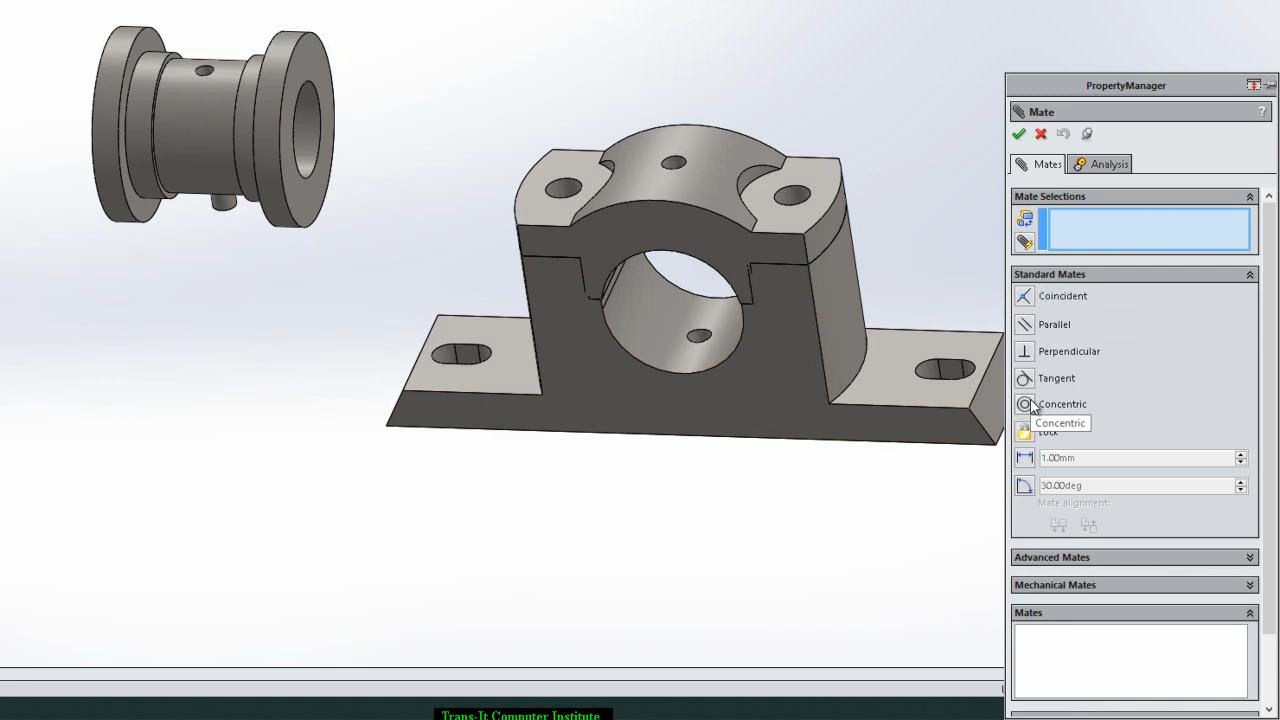 PropertyManager
Mate
?
Mates
Analysis
Mate Selections
Standard Mates
Coincident
Parallel
Perpendicular
Tangent
Concentric
Concentric
Lock
1.00mm
30.00deg
Mate alignment:
Advanced Mates
Mechanical Mates
Mates
Trans-It Computer Institute